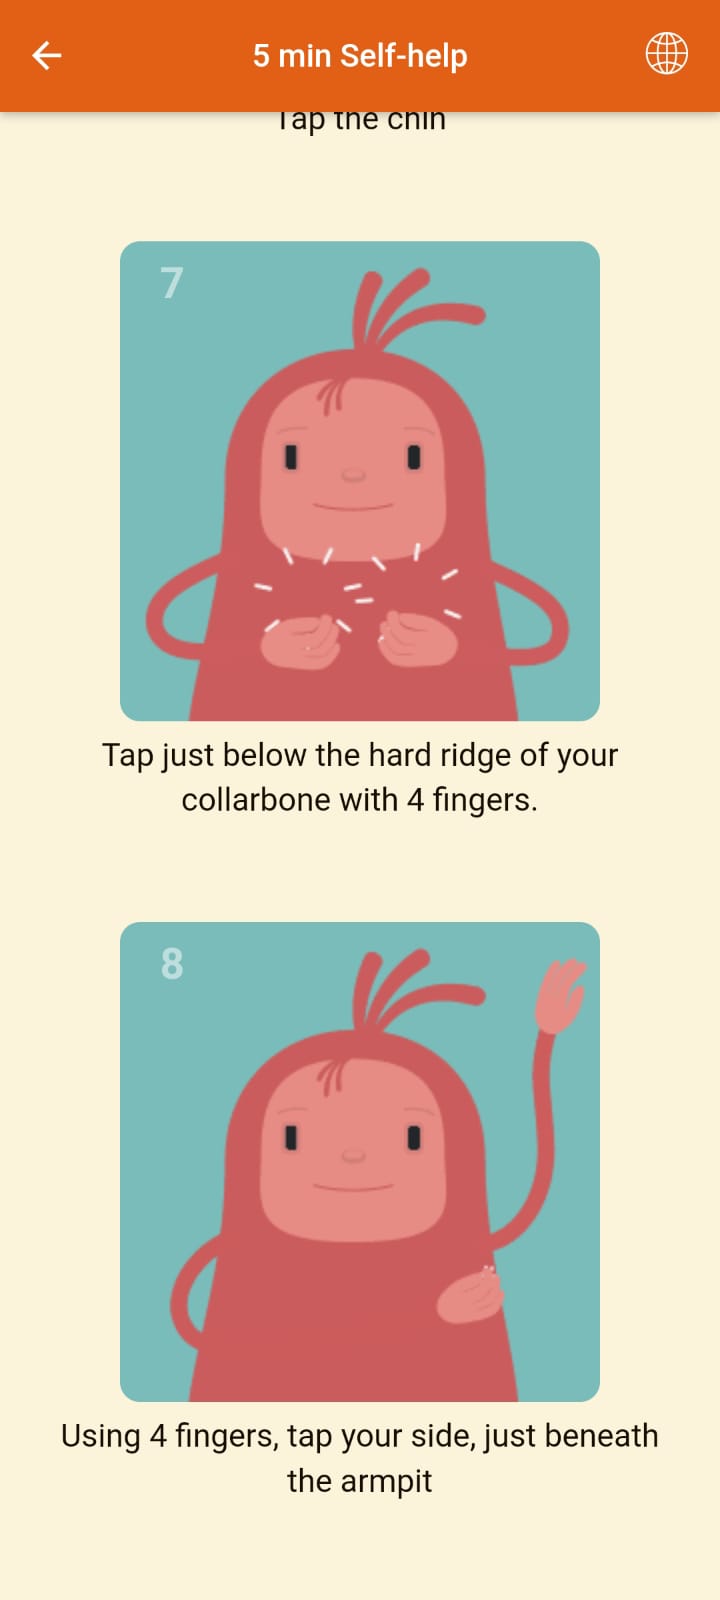 5 min Self-help
Tap the chin
7
Tap just below the hard ridge of your
collarbone with 4 fingers.
8
Using 4 fingers, tap your side, just beneath
the armpit